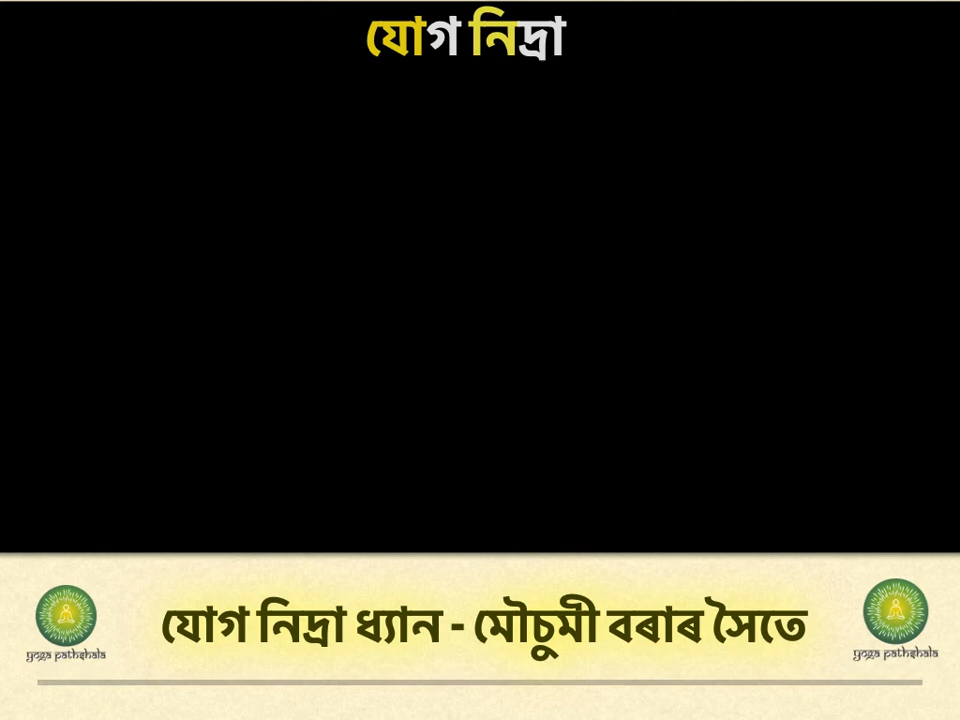 যোগ নিদ্ৰা
যোগ নিদ্ৰা ধ্যান - মৌচুমী বৰাৰ সৈতে
yoga pathshala
yoga pathshala